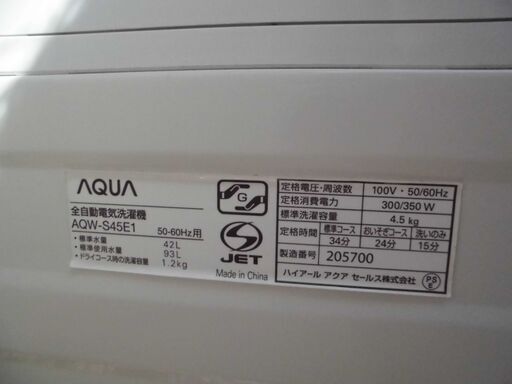 AQUA
全自動電気洗濯機
AQW-S45E1 50-60Hz用
・標準水量 42L
・標準使用水量 93L
・ドライコース時の洗濯容量 1.2kg
G
S
JET
Made in China
定格電圧・周波数 100V・50/60Hz
定格消費電力 300/350W
標準洗濯容量 4.5kg
定格時間 標準コース おいそぎコース 洗いのみ
34分 24分 15分
製造番号 205700
ハイアール アクア セールス株式会社
PS
E